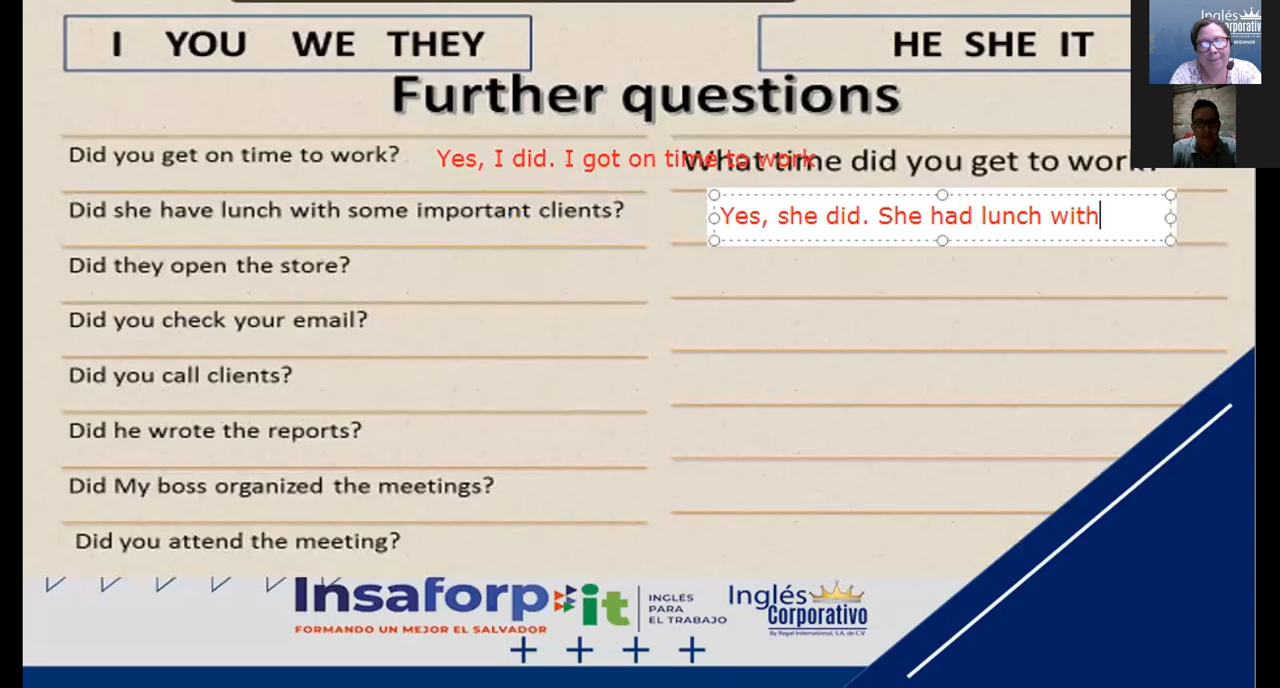 I YOU WE THEY
HE SHE IT
Further questions
Did you get on time to work?
Yes, I did. I got on time to work
What time did you get to work?
Did she have lunch with some important clients?
Yes, she did. She had lunch with
Did they open the store?
Did you check your email?
Did you call clients?
Did he wrote the reports?
Did My boss organized the meetings?
Did you attend the meeting?
Insaforp
FORMANDO UN MEJOR EL SALVADOR
it
INGLÉS
PARA
EL TRABAJO
Inglés
Corporativo
By Regal International, S.A. de C.V.
Inglés